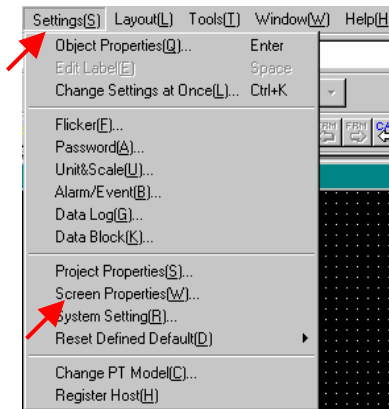 Settings(S) Layout(L) Tools(T) Window(W) Help(H
Object Properties(Q)... Enter
Edit Label(E) Space
Change Settings at Once(L)... Ctrl+K
Flicker(F)...
Password(A)...
Unit&Scale(U)...
Alarm/Event(B)...
Data Log(G)...
Data Block(K)...
Project Properties(S)...
Screen Properties(W)...
System Setting(R)...
Reset Defined Default(D)
Change PT Model(C)...
Register Host(H)
FRM
CA